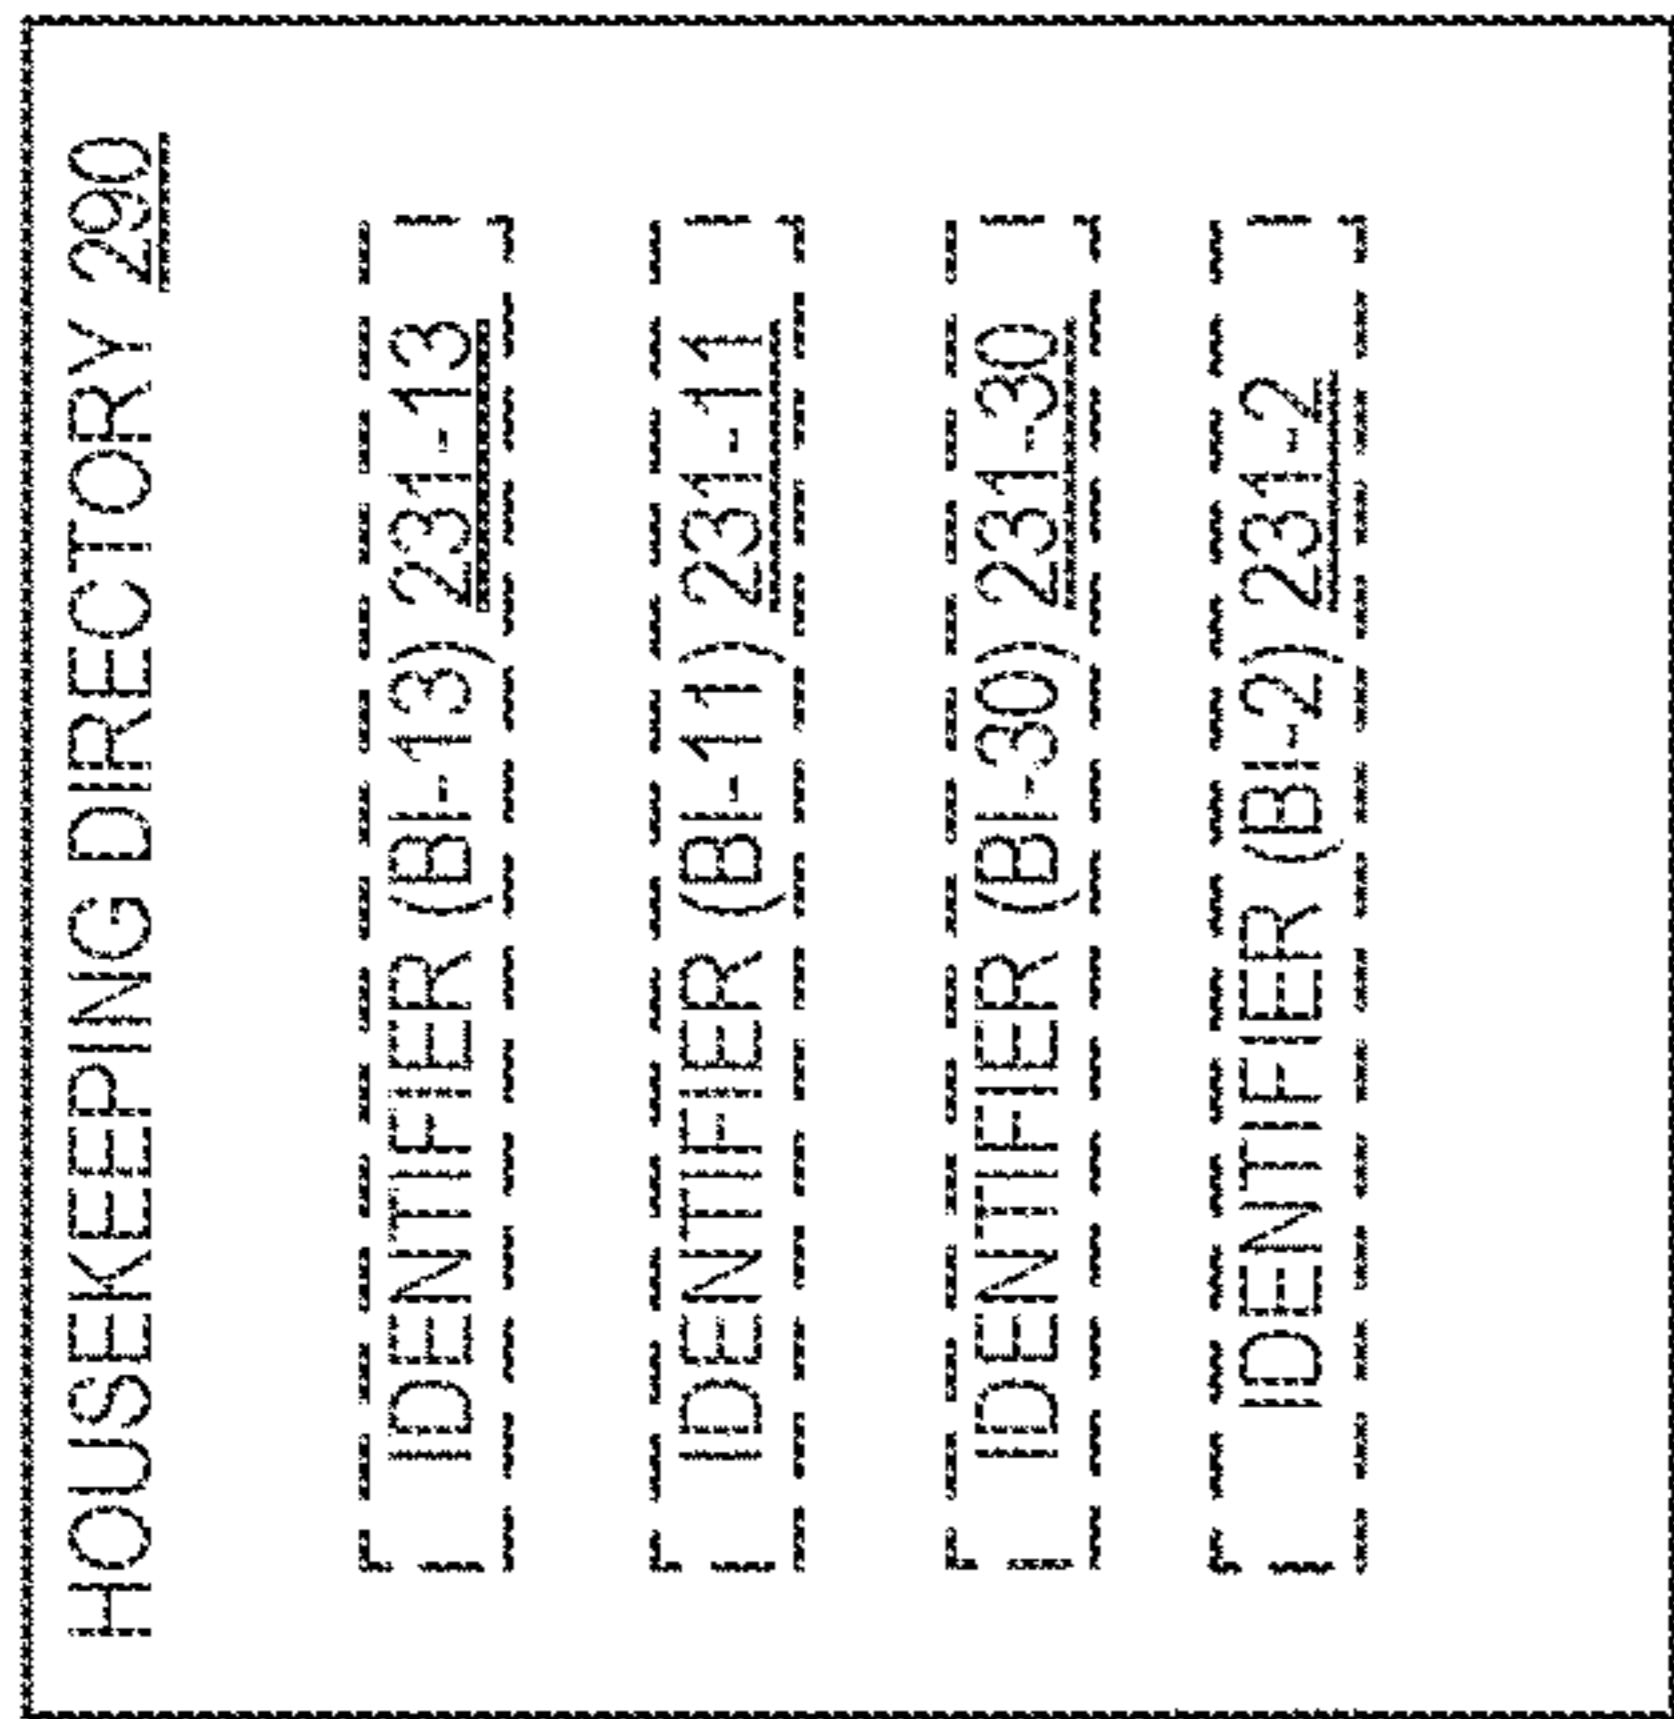 HOUSEKEEPING DIRECTORY 290
IDENTIFIER (BI-13) 231-13
IDENTIFIER (BI-11) 231-11
IDENTIFIER (BI-30) 231-30
IDENTIFIER (BI-2) 231-2